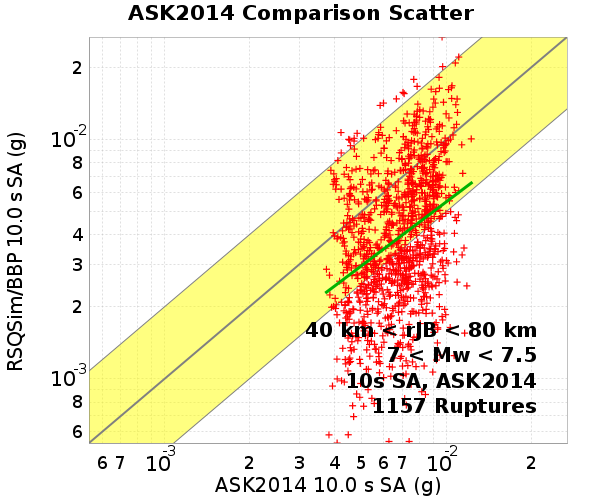 ASK2014 Comparison Scatter
RSQSim/BBP 10.0 s SA (g)
2
10-2
8
6
4
3
2
10-3
8
6
40 km < rJB < 80 km
7 < Mw < 7.5
10s SA, ASK2014
1157 Ruptures
6 7 10-3 2 3 4 5 6 7 10-2 2
ASK2014 10.0 s SA (g)